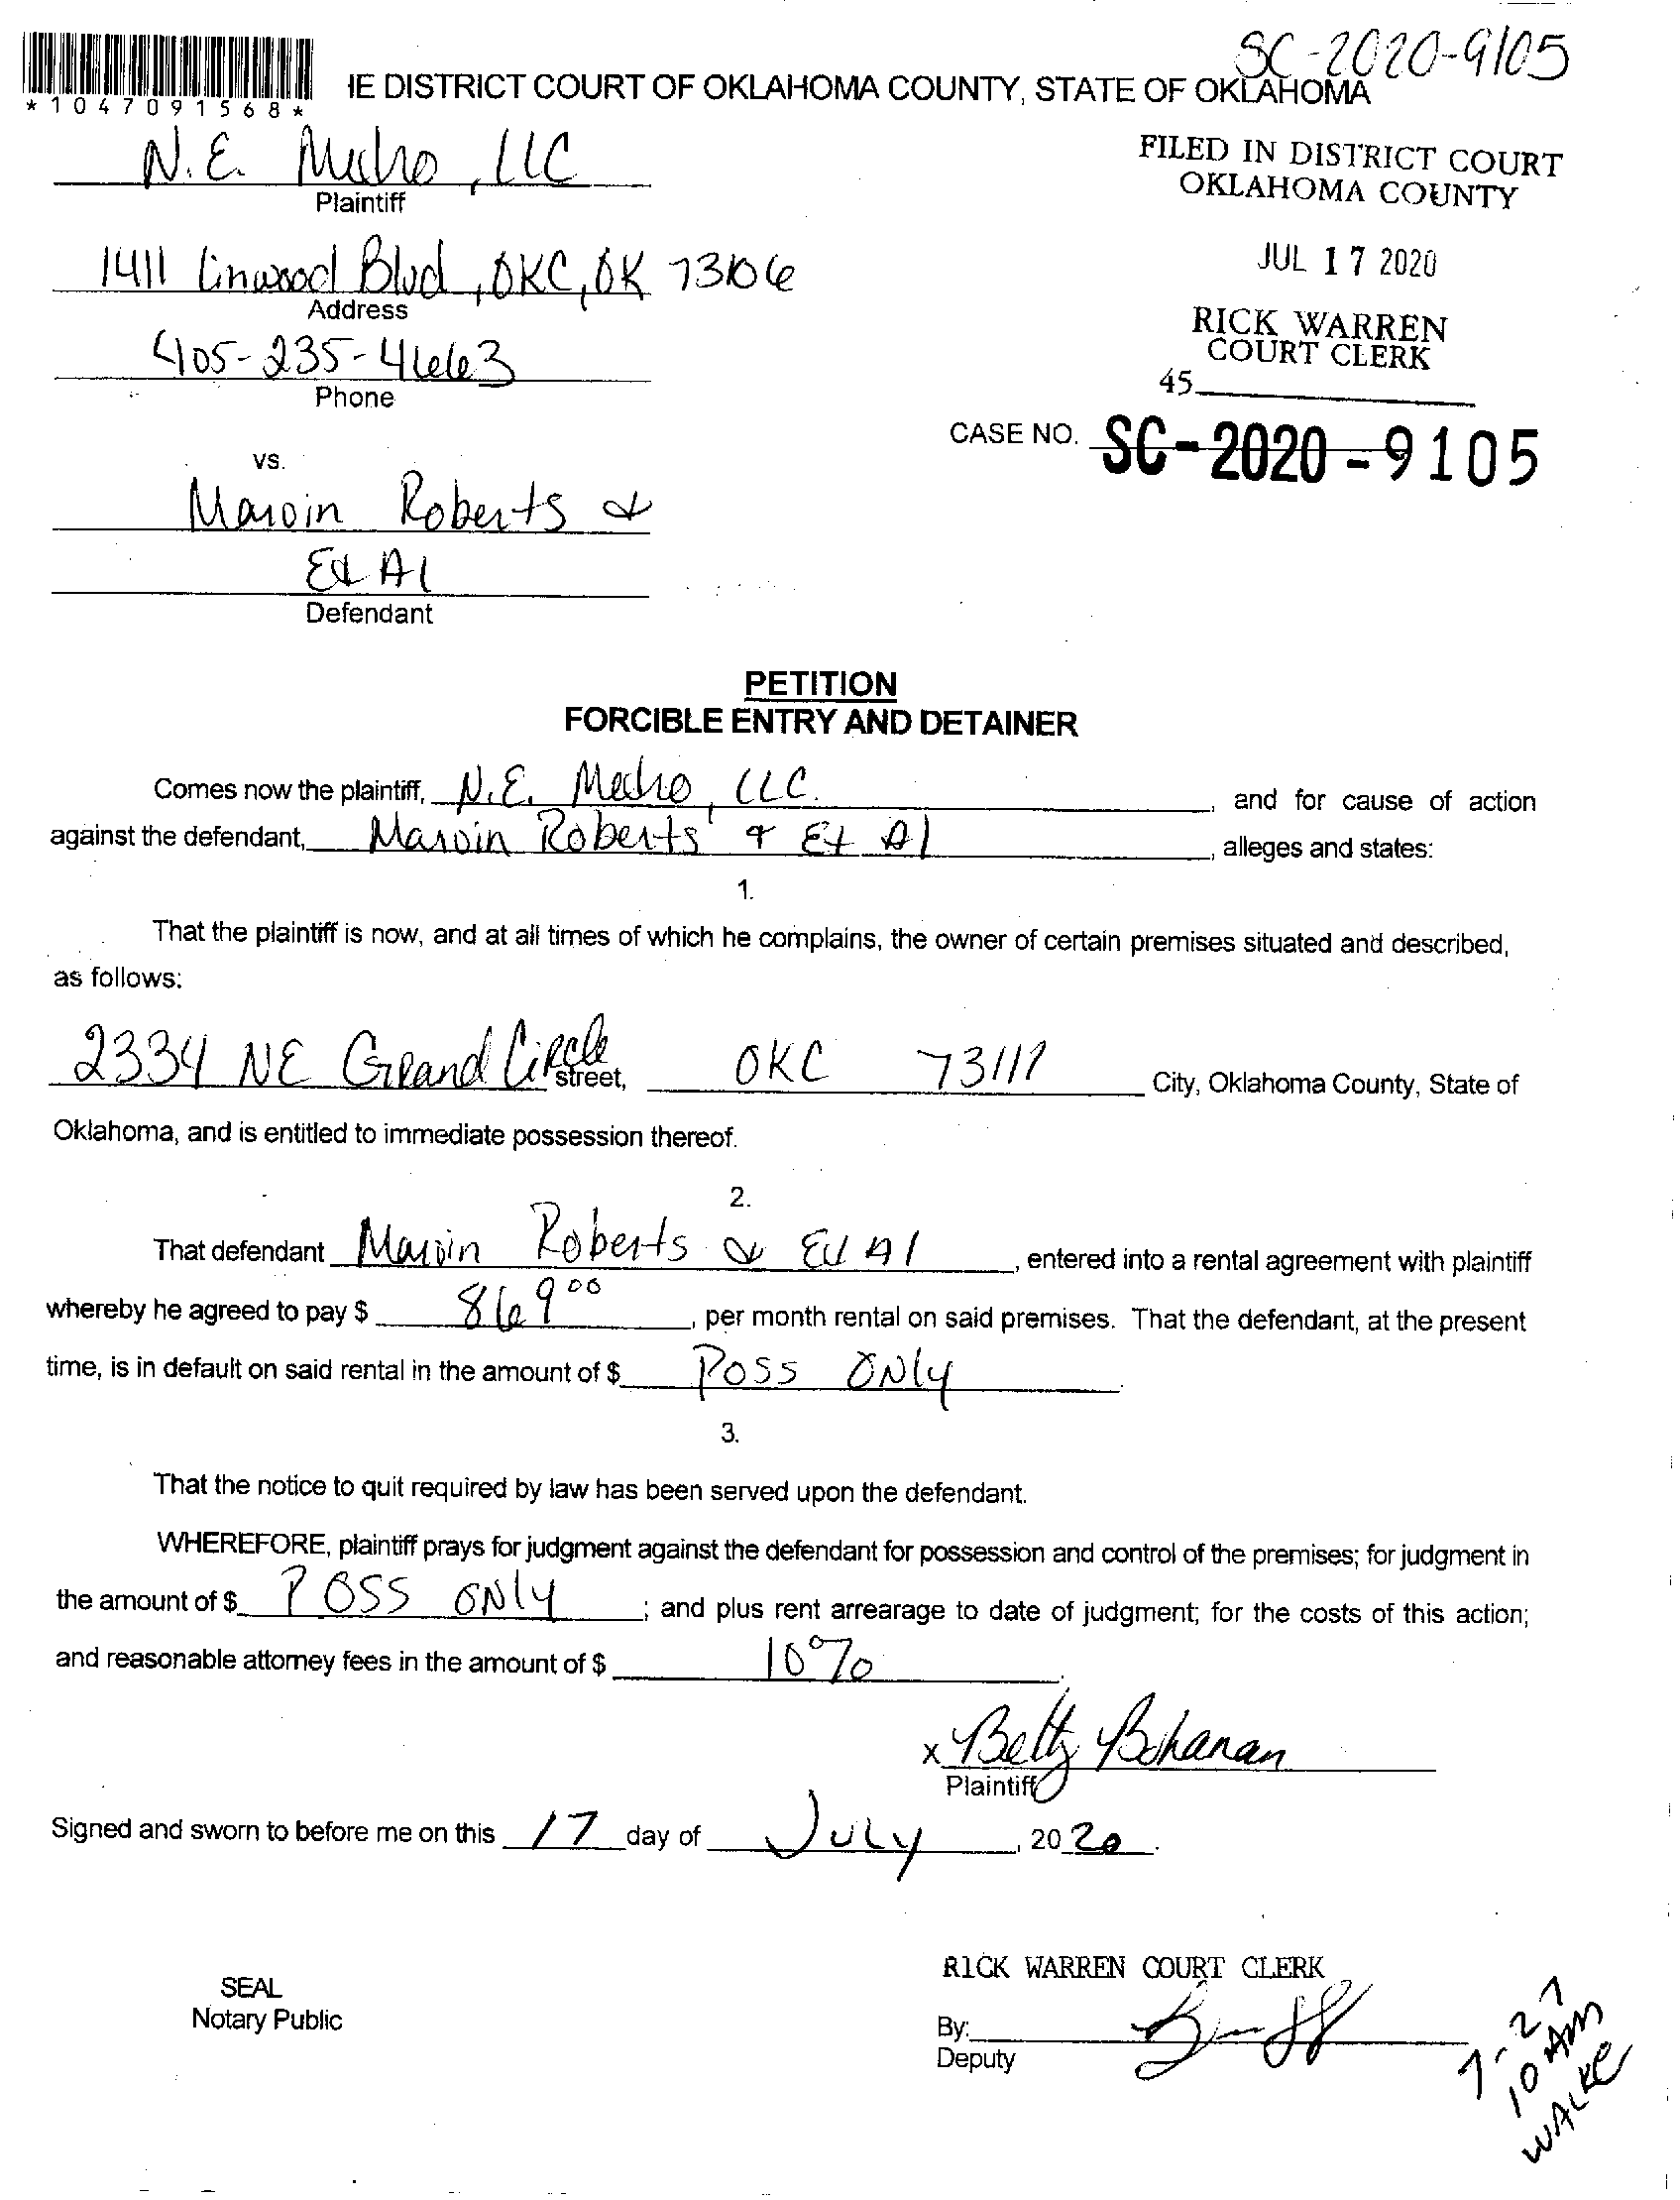 SC-2020-9105
*1047091568*
IE DISTRICT COURT OF OKLAHOMA COUNTY, STATE OF OKLAHOMA
N.E. Metro, LLC
Plaintiff
FILED IN DISTRICT COURT
OKLAHOMA COUNTY
1411 Linwood Blvd, OKC, OK 73106
Address
JUL 17 2020
405-235-4663
Phone
RICK WARREN
COURT CLERK
45
CASE NO. SC-2020-9105
vs.
Marvin Roberts &
Et Al
Defendant
PETITION
FORCIBLE ENTRY AND DETAINER
Comes now the plaintiff, N.E. Metro, LLC. , and for cause of action
against the defendant, Marvin Roberts & Et Al , alleges and states:
1.
That the plaintiff is now, and at all times of which he complains, the owner of certain premises situated and described,
as follows:
2334 NE Grand Circle street, OKC 73111 City, Oklahoma County, State of
Oklahoma, and is entitled to immediate possession thereof.
2.
That defendant Marvin Roberts & Et Al , entered into a rental agreement with plaintiff
whereby he agreed to pay $ 869 00 , per month rental on said premises. That the defendant, at the present
time, is in default on said rental in the amount of $ Poss ONly .
3.
That the notice to quit required by law has been served upon the defendant.
WHEREFORE, plaintiff prays for judgment against the defendant for possession and control of the premises; for judgment in
the amount of $ POSS ONly ; and plus rent arrearage to date of judgment; for the costs of this action;
and reasonable attorney fees in the amount of $ 10% .
x Betty Bohanan
Plaintiff
Signed and sworn to before me on this 17 day of July , 20 20 .
RICK WARREN COURT CLERK
SEAL
Notary Public
By:
Deputy
7-27
10 AM
WALKE